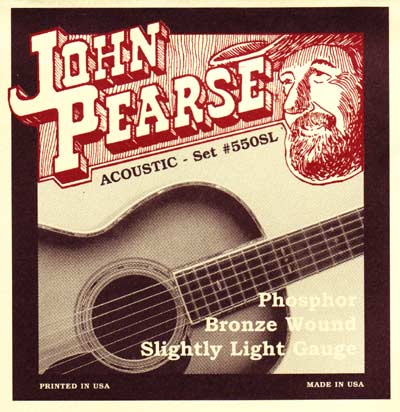 JOHN
PEARSE
ACOUSTIC - Set #550SL
Phosphor
Bronze Wound
Slightly Light Gauge
PRINTED IN USA
MADE IN USA